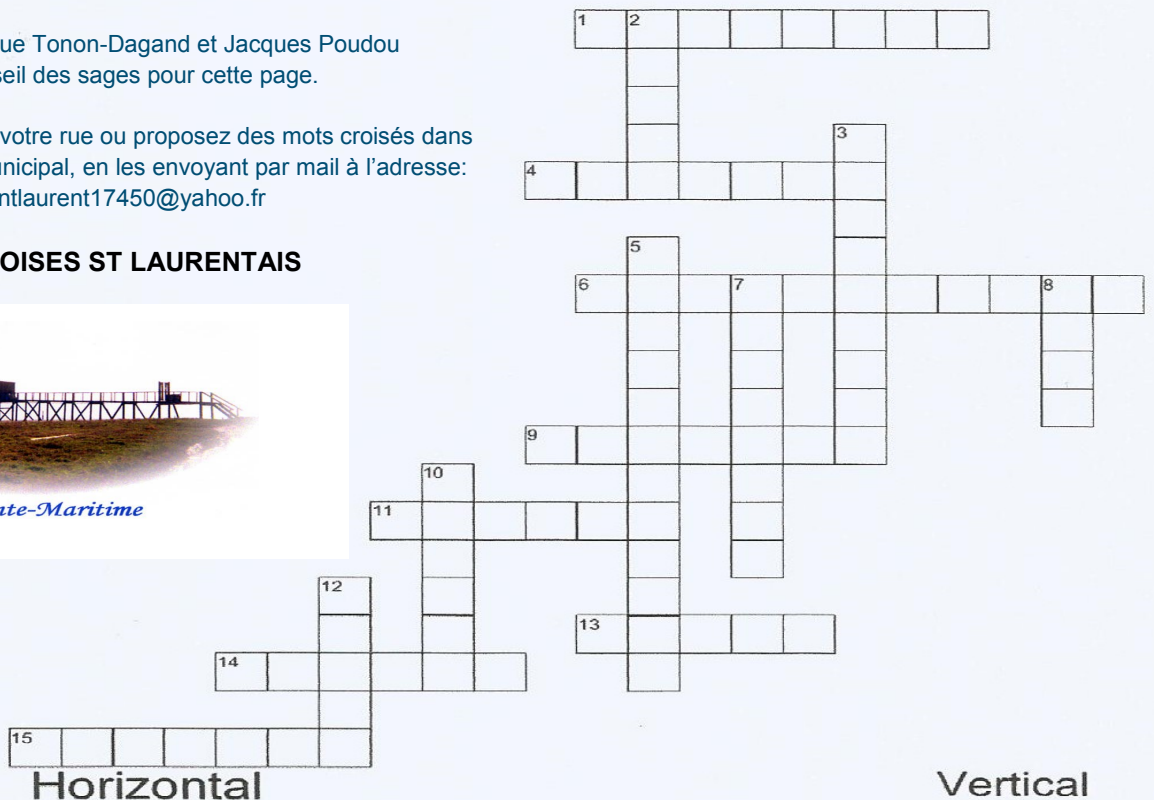 ue Tonon-Dagand et Jacques Poudou
seil des sages pour cette page.
votre rue ou proposez des mots croisés dans
unicipal, en les envoyant par mail à l'adresse:
ntlaurent17450@yahoo.fr
OISES ST LAURENTAIS
nte-Maritime
1 2
3
4
5
6 7 8
9
10
11
12
13
14
15
Horizontal Vertical